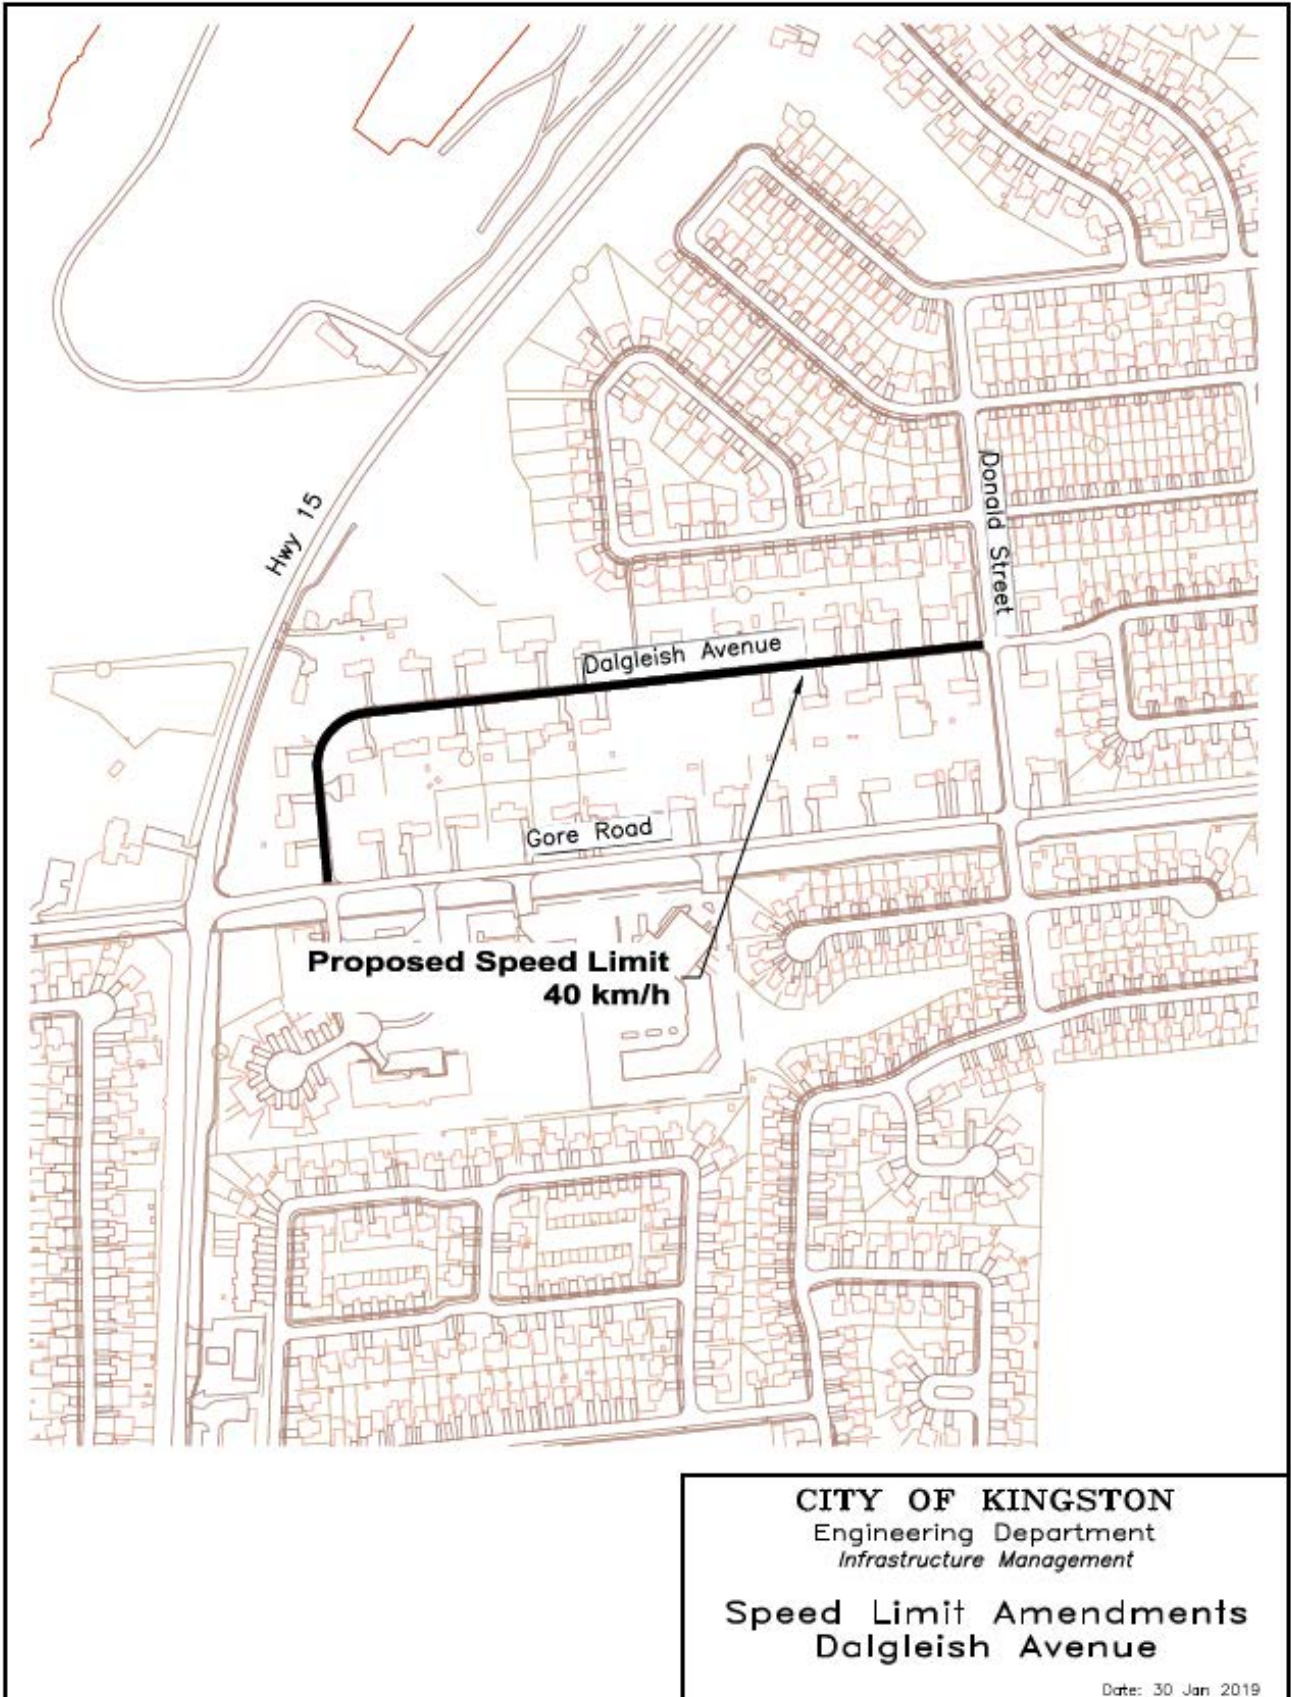 Hwy 15
Donald Street
Dalgleish Avenue
Gore Road
Proposed Speed Limit
40 km/h
CITY OF KINGSTON
Engineering Department
Infrastructure Management
Speed Limit Amendments
Dalgleish Avenue
Date: 30 Jan 2019